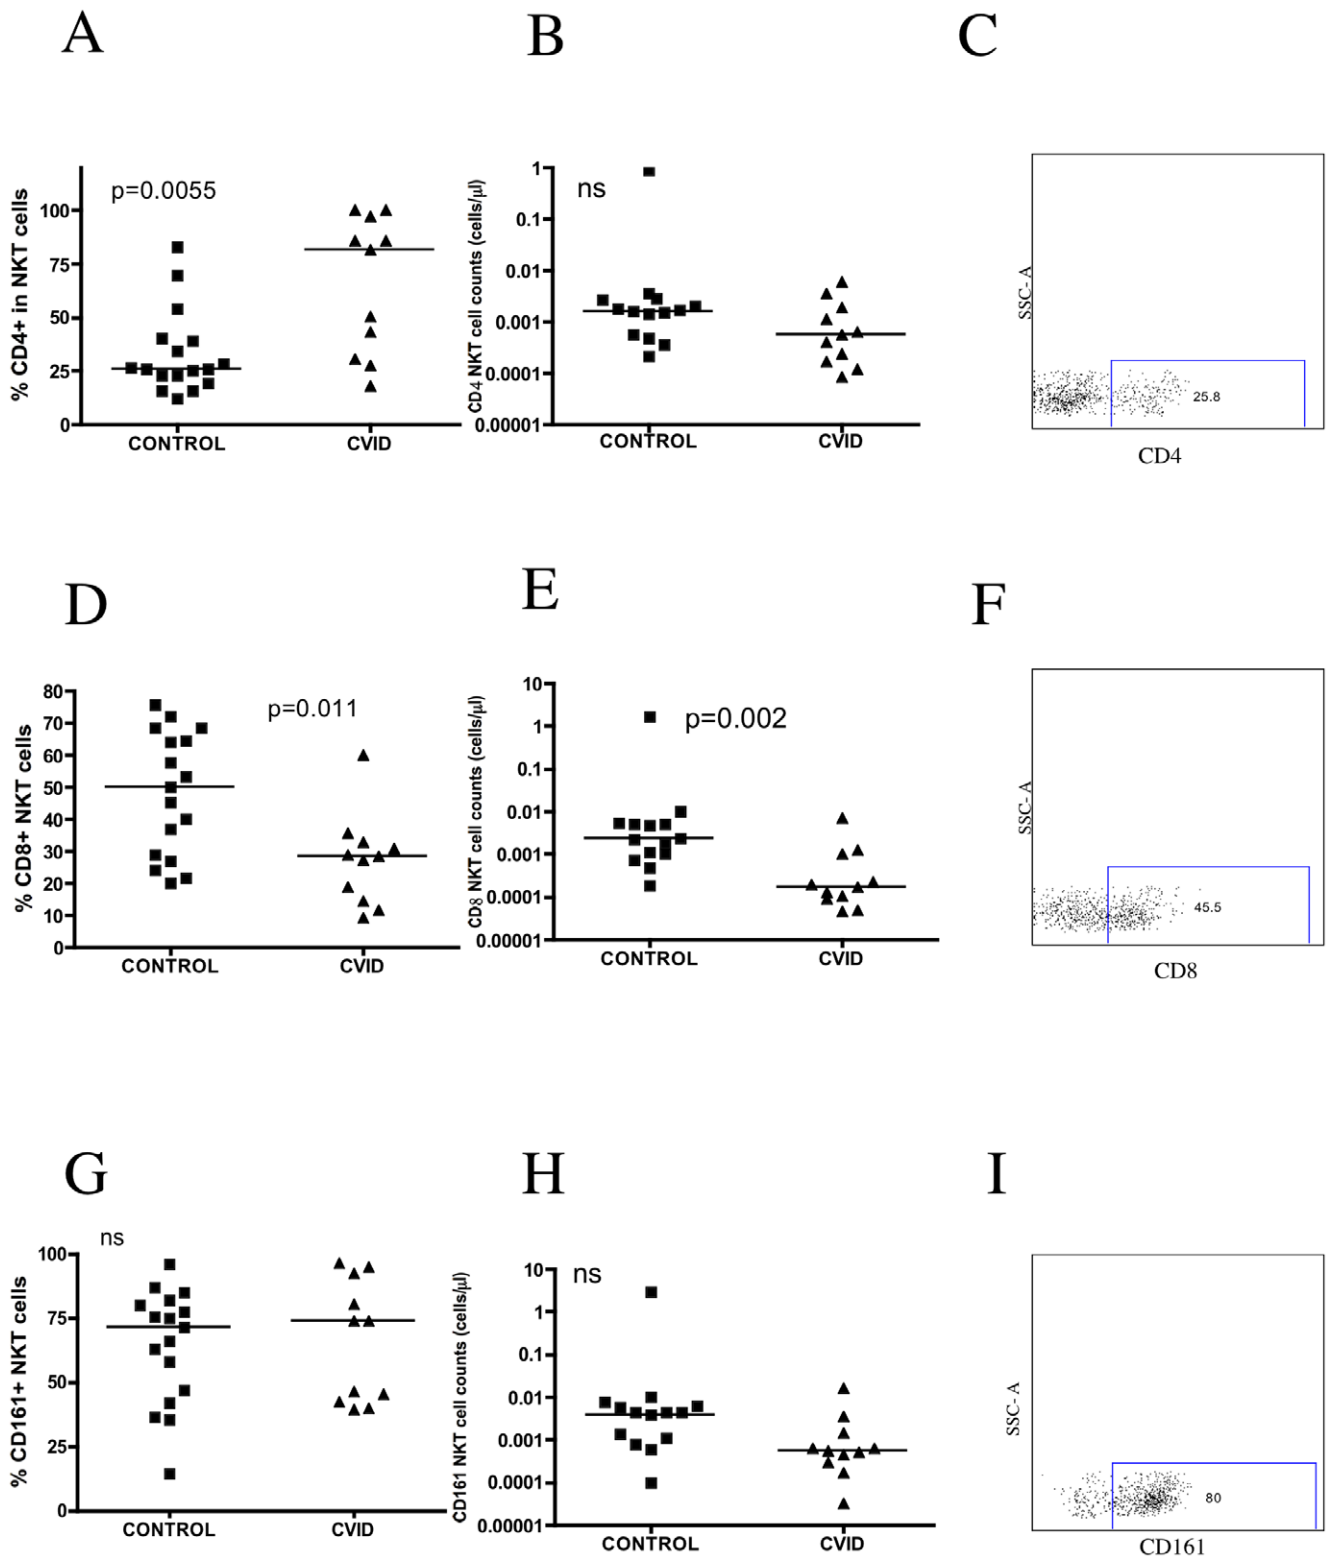 A
B
C
p=0.0055
% CD4+ in NKT cells
100
75
50
25
0
CONTROL
CVID
ns
CD4 NKT cell counts (cells/µl)
1
0.1
0.01
0.001
0.0001
0.00001
CONTROL
CVID
SSC- A
25.8
CD4
D
E
F
p=0.011
% CD8+ NKT cells
80
70
60
50
40
30
20
10
0
CONTROL
CVID
p=0.002
CD8 NKT cell counts (cells/µl)
10
1
0.1
0.01
0.001
0.0001
0.00001
CONTROL
CVID
SSC- A
45.5
CD8
G
H
I
ns
% CD161+ NKT cells
100
75
50
25
0
CONTROL
CVID
ns
CD161 NKT cell counts (cells/µl)
10
1
0.1
0.01
0.001
0.0001
0.00001
CONTROL
CVID
SSC- A
80
CD161